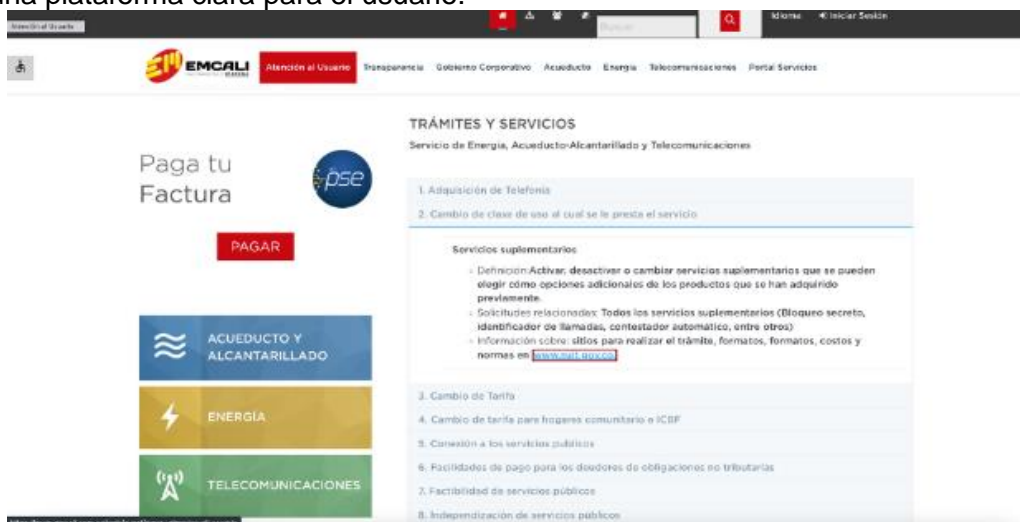 una plataforma clara para el usuario.
Atención al Usuario
Buscar
Idioma Iniciar Sesión
EMCALI
Atención al Usuario Transparencia Gobierno Corporativo Acueducto Energía Telecomunicaciones Portal Servicios
TRÁMITES Y SERVICIOS
Servicio de Energía, Acueducto-Alcantarillado y Telecomunicaciones
Paga tu
Factura
pse
PAGAR
1. Adquisición de Telefonía
2. Cambio de clase de uso al cual se le presta el servicio
Servicios suplementarios
Definición:Activar, desactivar o cambiar servicios suplementarios que se pueden
elegir cómo opciones adicionales de los productos que se han adquirido
previamente.
Solicitudes relacionadas: Todos los servicios suplementarios (Bloqueo secreto,
identificador de llamadas, contestador automático, entre otros)
Información sobre: sitios para realizar el trámite, formatos, formatos, costos y
normas en
3. Cambio de Tarifa
4. Cambio de tarifa para hogares comunitario o ICBF
5. Conexión a los servicios públicos
6. Facilidades de pago para los deudores de obligaciones no tributarias
7. Factibilidad de servicios públicos
8. Independización de servicios públicos
ACUEDUCTO Y
ALCANTARILLADO
ENERGÍA
TELECOMUNICACIONES